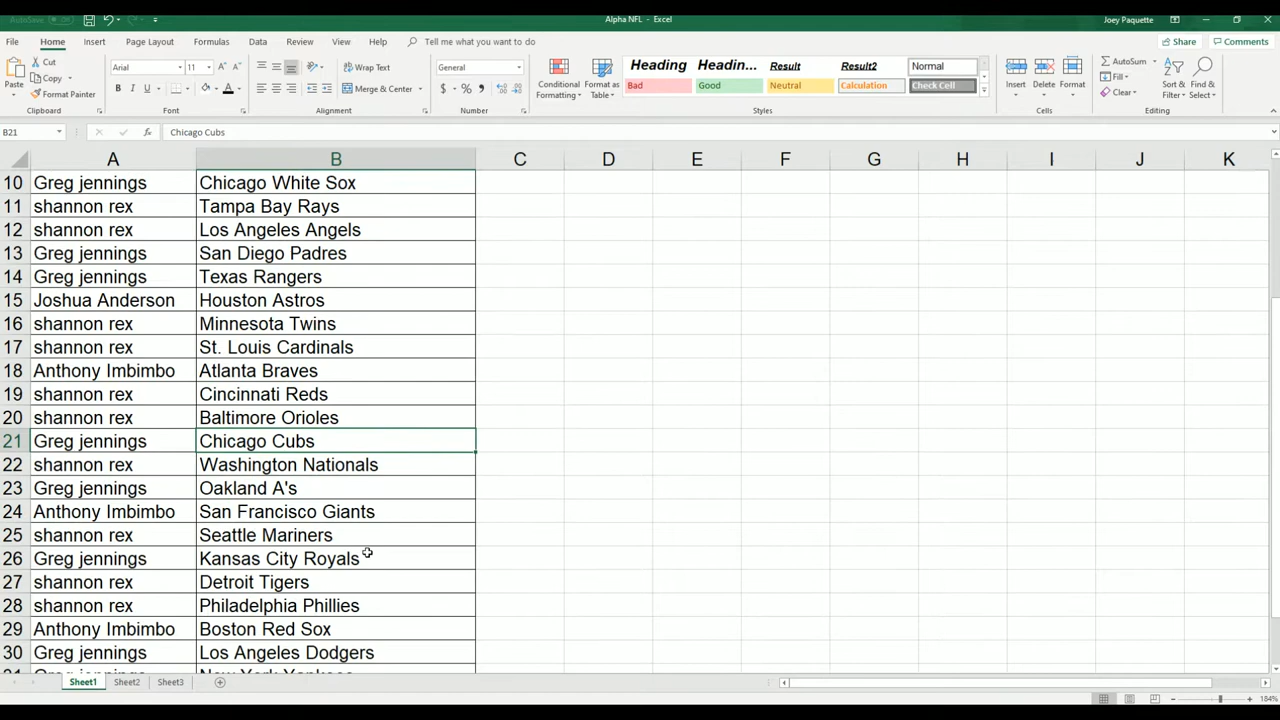 AutoSave Alpha NFL - Excel Joey Paquette
File Home Insert Page Layout Formulas Data Review View Help Tell me what you want to do Share Comments
Paste Cut Copy Format Painter Clipboard
Arial 11 Font
Wrap Text Merge & Center Alignment
General Number
Conditional Formatting Format as Table
Heading Headin... Result Result2 Normal
Bad Good Neutral Calculation Check Cell
Styles
Insert Delete Format Cells
AutoSum Fill Clear Sort & Filter Find & Select Editing
B21 fx Chicago Cubs
A B C D E F G H I J K
10 Greg jennings Chicago White Sox
11 shannon rex Tampa Bay Rays
12 shannon rex Los Angeles Angels
13 Greg jennings San Diego Padres
14 Greg jennings Texas Rangers
15 Joshua Anderson Houston Astros
16 shannon rex Minnesota Twins
17 shannon rex St. Louis Cardinals
18 Anthony Imbimbo Atlanta Braves
19 shannon rex Cincinnati Reds
20 shannon rex Baltimore Orioles
21 Greg jennings Chicago Cubs
22 shannon rex Washington Nationals
23 Greg jennings Oakland A's
24 Anthony Imbimbo San Francisco Giants
25 shannon rex Seattle Mariners
26 Greg jennings Kansas City Royals
27 shannon rex Detroit Tigers
28 shannon rex Philadelphia Phillies
29 Anthony Imbimbo Boston Red Sox
30 Greg jennings Los Angeles Dodgers
31 Greg jennings New York Yankees
Sheet1 Sheet2 Sheet3
184%